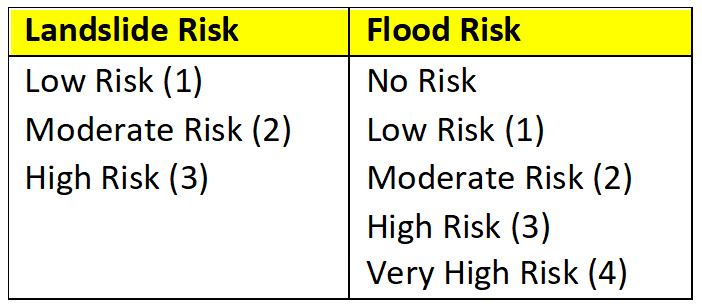 Landslide Risk Flood Risk
Low Risk (1) No Risk
Moderate Risk (2) Low Risk (1)
High Risk (3) Moderate Risk (2)
High Risk (3)
Very High Risk (4)